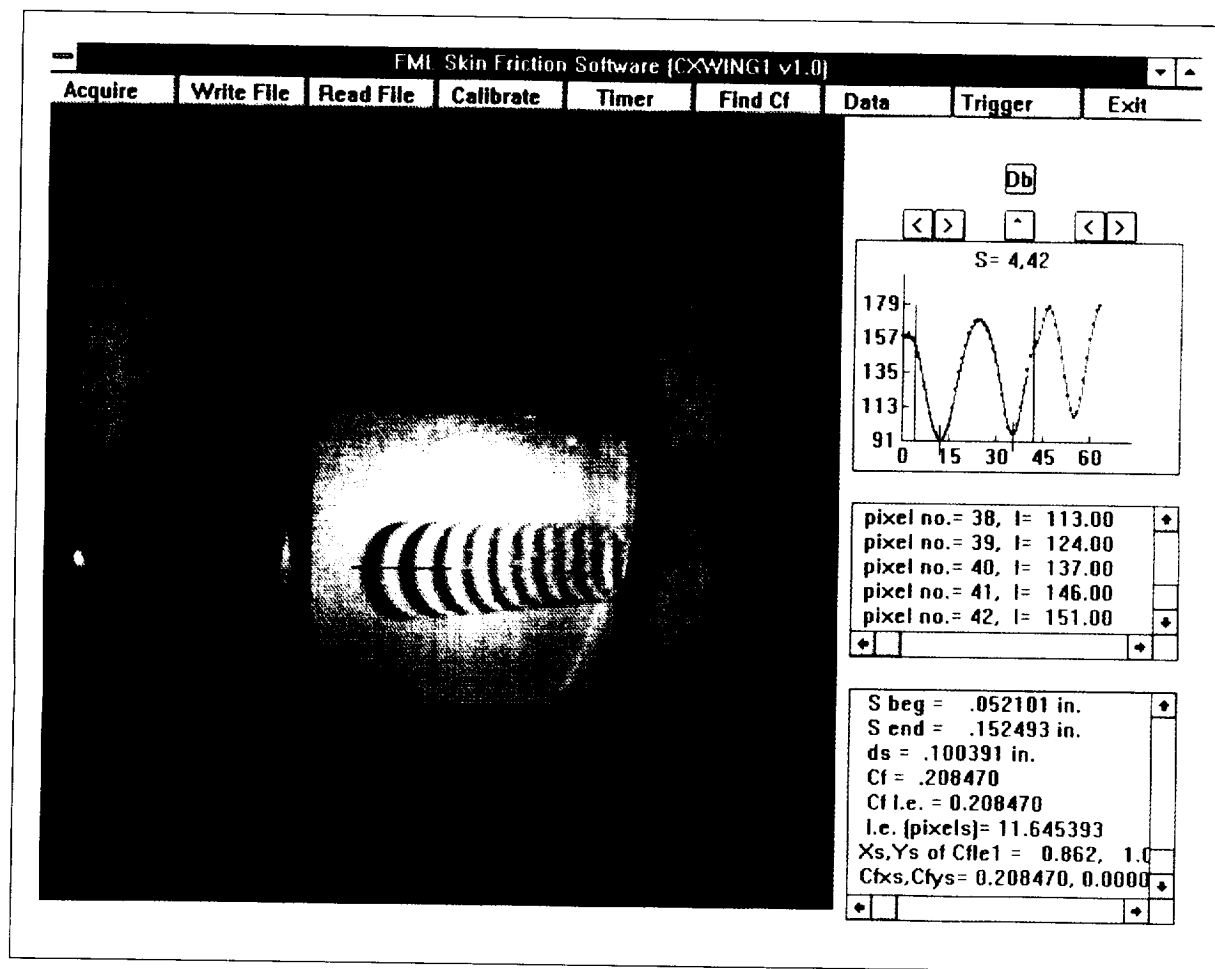 FML Skin Friction Software (CXWING1 v1.0)
Acquire Write File Read File Calibrate Timer Find Cf Data Trigger Exit
Db
< > ^ < >
S= 4,42
179
157
135
113
91
0 15 30 45 60
pixel no.= 38, I= 113.00
pixel no.= 39, I= 124.00
pixel no.= 40, I= 137.00
pixel no.= 41, I= 146.00
pixel no.= 42, I= 151.00
S beg = .052101 in.
S end = .152493 in.
ds = .100391 in.
Cf = .208470
Cf l.e. = 0.208470
l.e. (pixels)= 11.645393
Xs,Ys of Cfle1 = 0.862, 1.0
Cfxs,Cfys= 0.208470, 0.0000